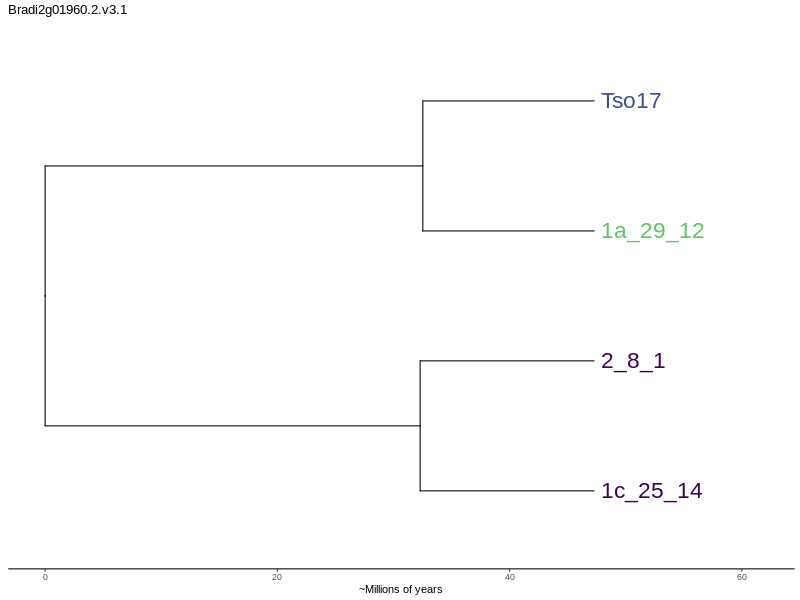 Bradi2g01960.2.v3.1
Tso17
1a_29_12
2_8_1
1c_25_14
0 20 40 60
~Millions of years